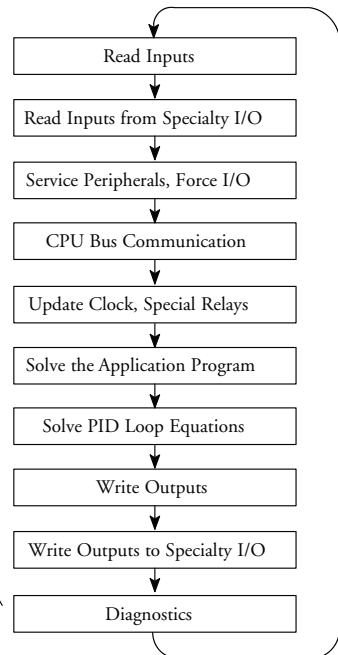 Read Inputs
Read Inputs from Specialty I/O
Service Peripherals, Force I/O
CPU Bus Communication
Update Clock, Special Relays
Solve the Application Program
Solve PID Loop Equations
Write Outputs
Write Outputs to Specialty I/O
Diagnostics